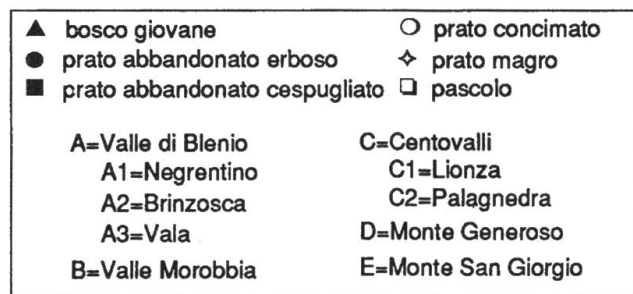 ▲ bosco giovane ○ prato concimato
● prato abbandonato erboso ✧ prato magro
■ prato abbandonato cespugliato ❑ pascolo
A=Valle di Blenio C=Centovalli
A1=Negrentino C1=Lionza
A2=Brinzosca C2=Palagnedra
A3=Vala D=Monte Generoso
B=Valle Morobbia E=Monte San Giorgio